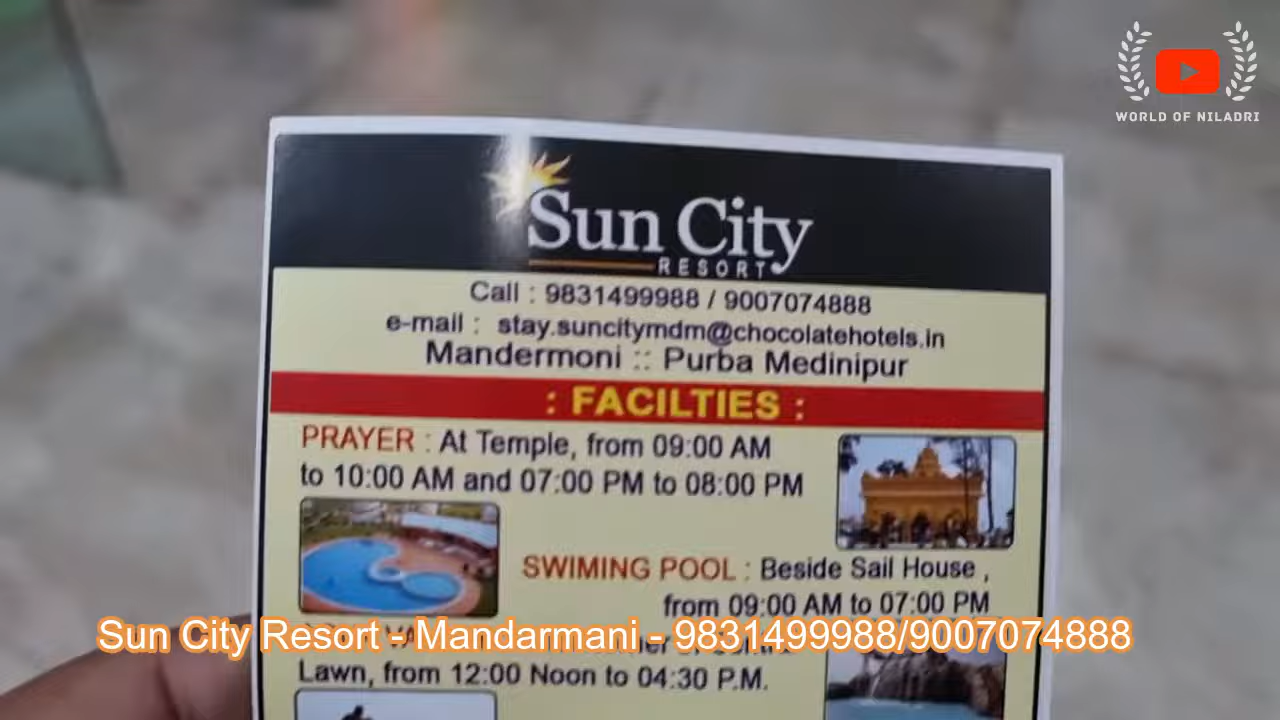 WORLD OF NILADRI
Sun City
RESORT
Call : 9831499988 / 9007074888
e-mail : stay.suncitymdm@chocolatehotels.in
Mandermoni :: Purba Medinipur
: FACILTIES :
PRAYER : At Temple, from 09:00 AM
to 10:00 AM and 07:00 PM to 08:00 PM
SWIMING POOL : Beside Sail House ,
from 09:00 AM to 07:00 PM
Sun City Resort - Mandarmani - 9831499988/9007074888
Lawn, from 12:00 Noon to 04:30 P.M.